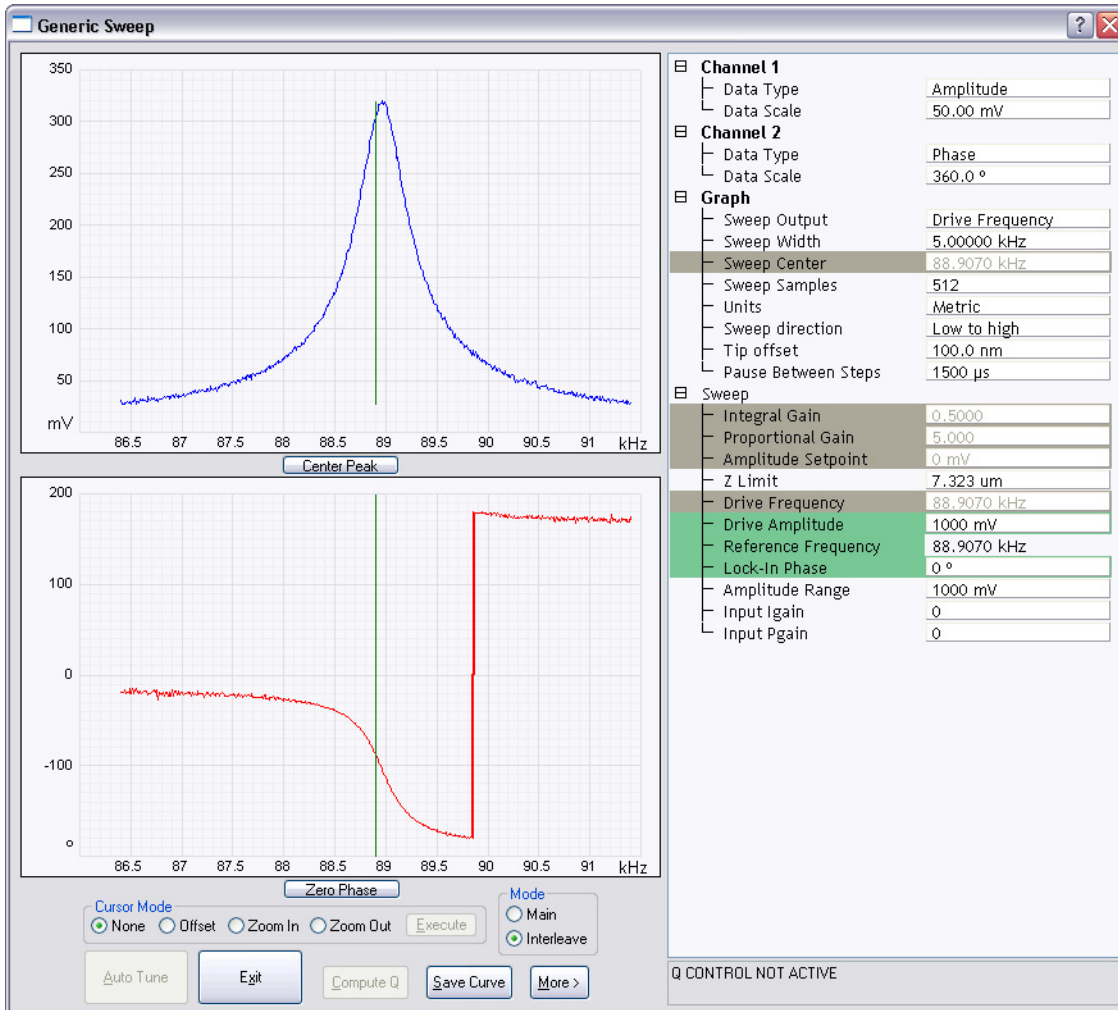 Generic Sweep
?
350
300
250
200
150
100
50
mV
86.5 87 87.5 88 88.5 89 89.5 90 90.5 91 kHz
Center Peak
200
100
0
-100
o
86.5 87 87.5 88 88.5 89 89.5 90 90.5 91 kHz
Zero Phase
Cursor Mode
None Offset Zoom In Zoom Out Execute
Mode
Main
Interleave
Auto Tune Exit Compute Q Save Curve More >
Channel 1
Data Type Amplitude
Data Scale 50.00 mV
Channel 2
Data Type Phase
Data Scale 360.0 º
Graph
Sweep Output Drive Frequency
Sweep Width 5.00000 kHz
Sweep Center 88.9070 kHz
Sweep Samples 512
Units Metric
Sweep direction Low to high
Tip offset 100.0 nm
Pause Between Steps 1500 µs
Sweep
Integral Gain 0.5000
Proportional Gain 5.000
Amplitude Setpoint 0 mV
Z Limit 7.323 um
Drive Frequency 88.9070 kHz
Drive Amplitude 1000 mV
Reference Frequency 88.9070 kHz
Lock-In Phase 0 º
Amplitude Range 1000 mV
Input Igain 0
Input Pgain 0
Q CONTROL NOT ACTIVE